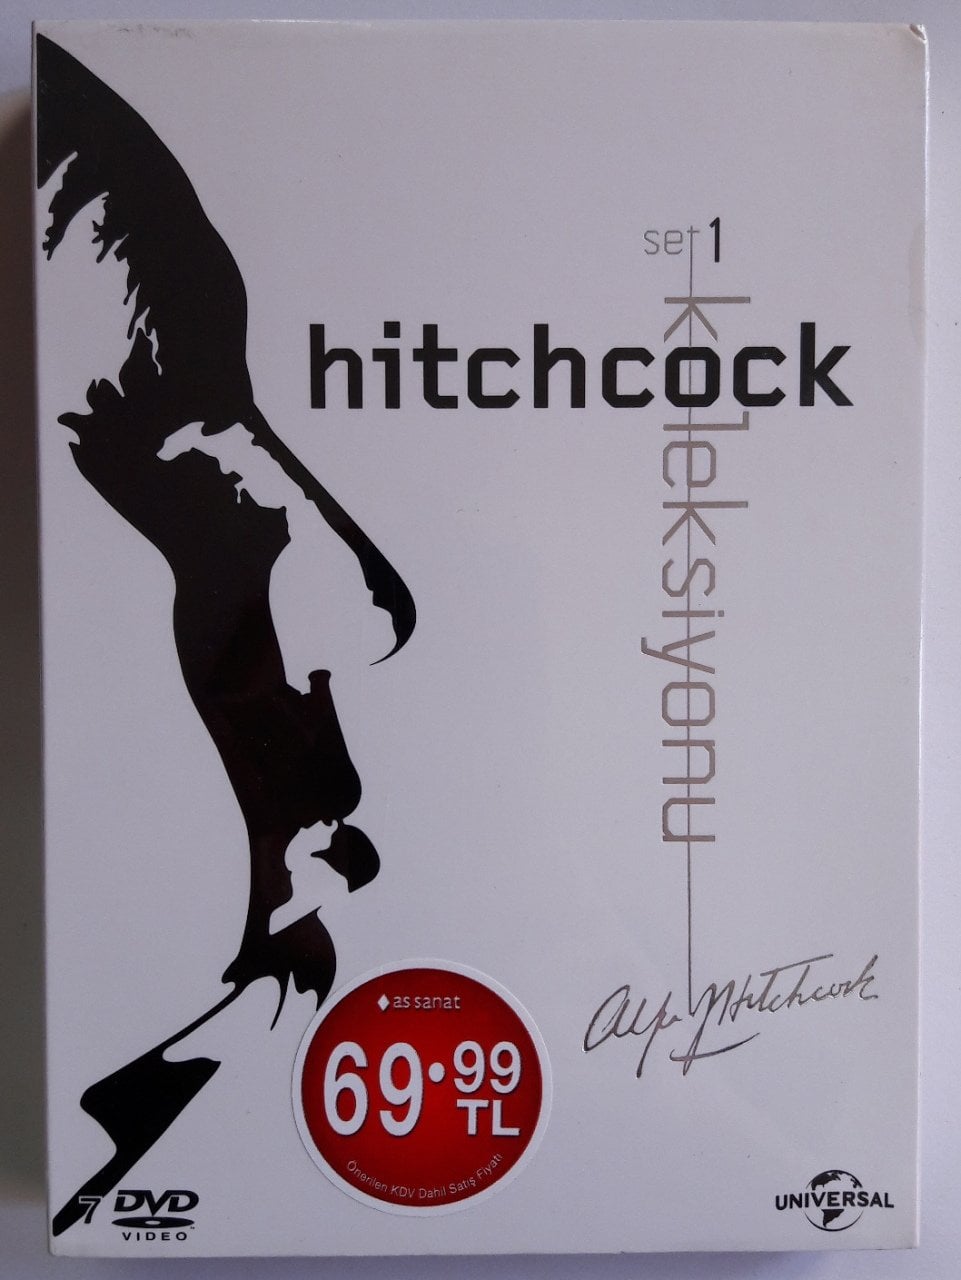 set 1
hitchcock
koleksiyonu
Alfred Hitchcock
as sanat
69.99
TL
Önerilen KDV Dahil Satış Fiyatı
7 DVD
VIDEO
UNIVERSAL